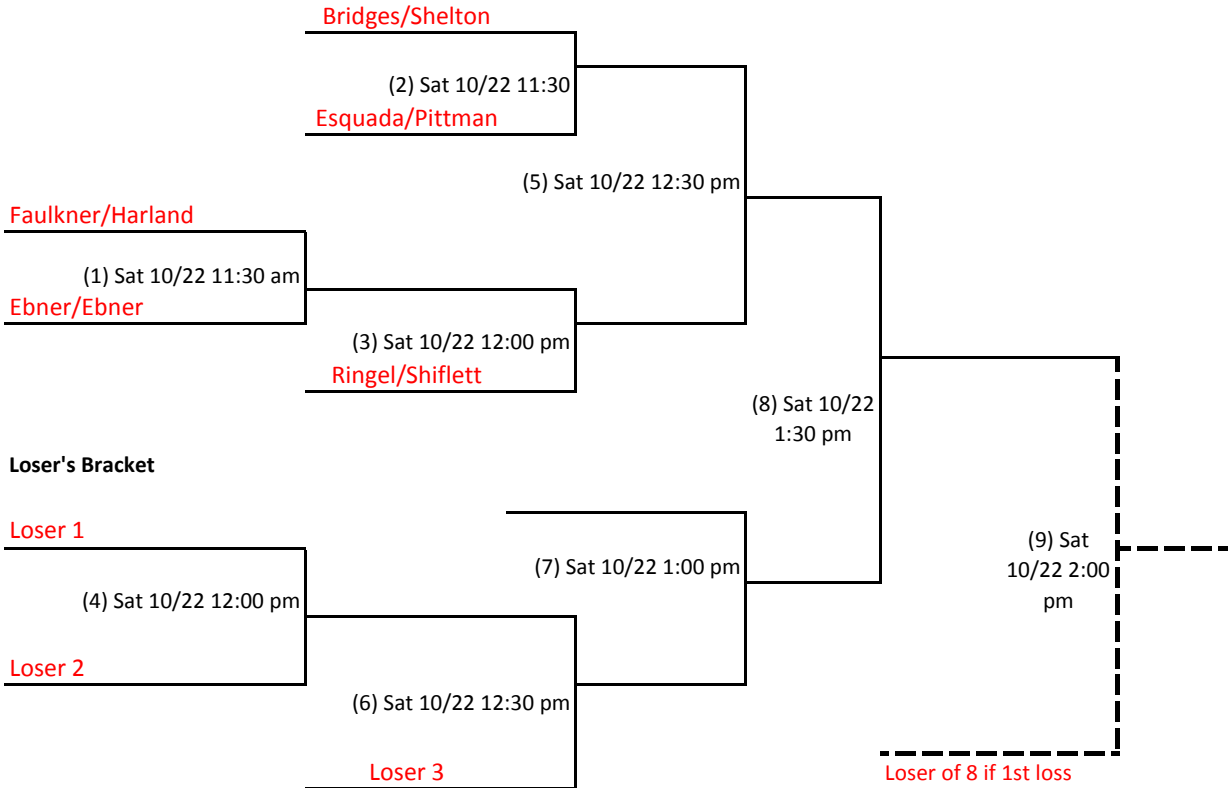 Bridges/Shelton
(2) Sat 10/22 11:30
Esquada/Pittman
(5) Sat 10/22 12:30 pm
Faulkner/Harland
(1) Sat 10/22 11:30 am
Ebner/Ebner
(3) Sat 10/22 12:00 pm
Ringel/Shiflett
(8) Sat 10/22
1:30 pm
Loser's Bracket
Loser 1
(7) Sat 10/22 1:00 pm
(9) Sat
10/22 2:00
pm
(4) Sat 10/22 12:00 pm
Loser 2
(6) Sat 10/22 12:30 pm
Loser 3
Loser of 8 if 1st loss